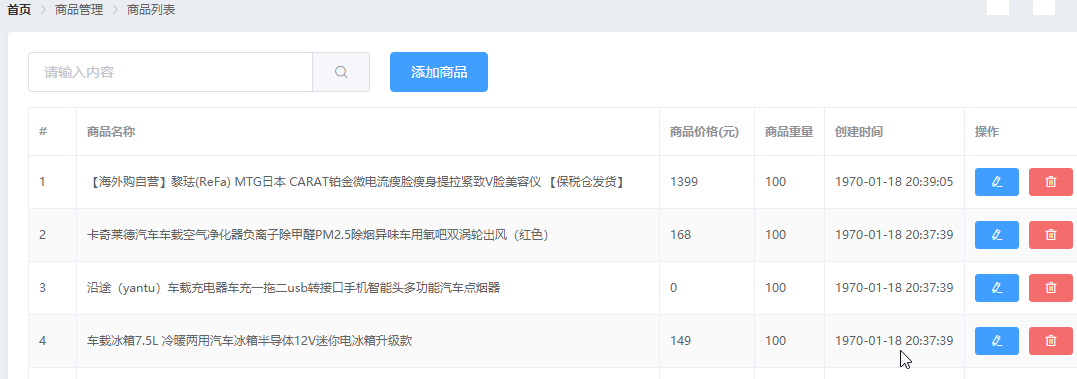 首页 > 商品管理 > 商品列表
请输入内容 添加商品
# 商品名称 商品价格(元) 商品重量 创建时间 操作
1 【海外购自营】黎珐(ReFa) MTG日本 CARAT铂金微电流瘦脸瘦身提拉紧致V脸美容仪 【保税仓发货】 1399 100 1970-01-18 20:39:05
2 卡奇莱德汽车车载空气净化器负离子除甲醛PM2.5除烟异味车用氧吧双涡轮出风（红色） 168 100 1970-01-18 20:37:39
3 沿途（yantu）车载充电器车充一拖二usb转接口手机智能头多功能汽车点烟器 0 100 1970-01-18 20:37:39
4 车载冰箱7.5L 冷暖两用汽车冰箱半导体12V迷你电冰箱升级款 149 100 1970-01-18 20:37:39